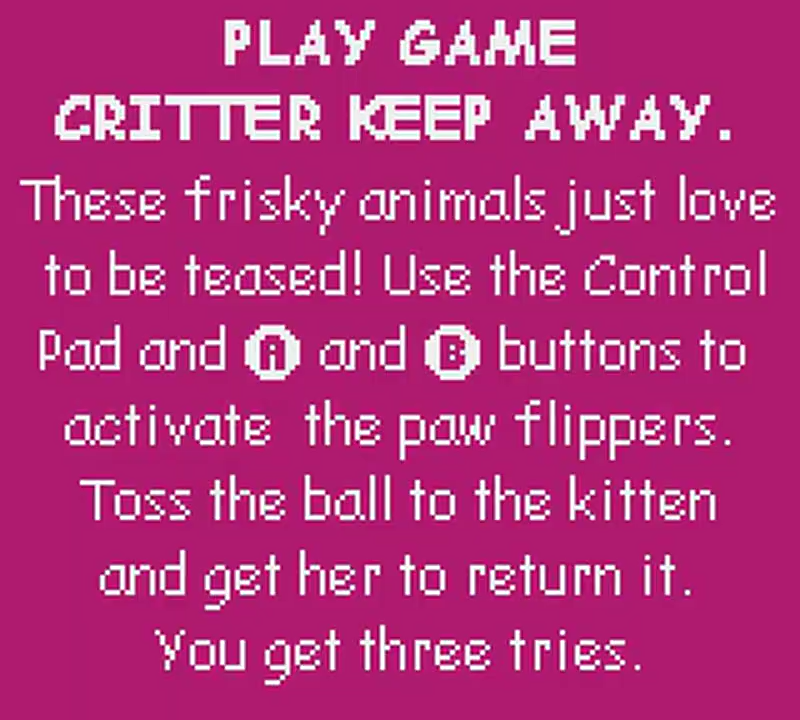 PLAY GAME
CRITTER KEEP AWAY.
These frisky animals just love
to be teased! Use the Control
Pad and A and B buttons to
activate the paw flippers.
Toss the ball to the kitten
and get her to return it.
You get three tries.